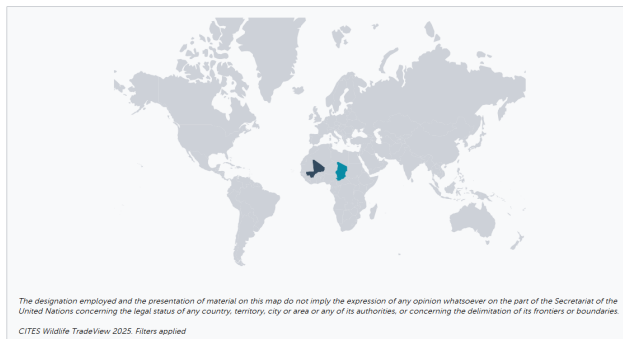 The designation employed and the presentation of material on this map do not imply the expression of any opinion whatsoever on the part of the Secretariat of the
United Nations concerning the legal status of any country, territory, city or area or any of its authorities, or concerning the delimitation of its frontiers or boundaries.
CITES Wildlife TradeView 2025. Filters applied